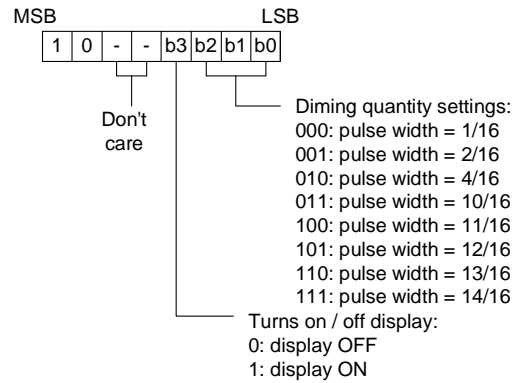 MSB LSB
1 0 - - b3 b2 b1 b0
Don't
care
Diming quantity settings:
000: pulse width = 1/16
001: pulse width = 2/16
010: pulse width = 4/16
011: pulse width = 10/16
100: pulse width = 11/16
101: pulse width = 12/16
110: pulse width = 13/16
111: pulse width = 14/16
Turns on / off display:
0: display OFF
1: display ON